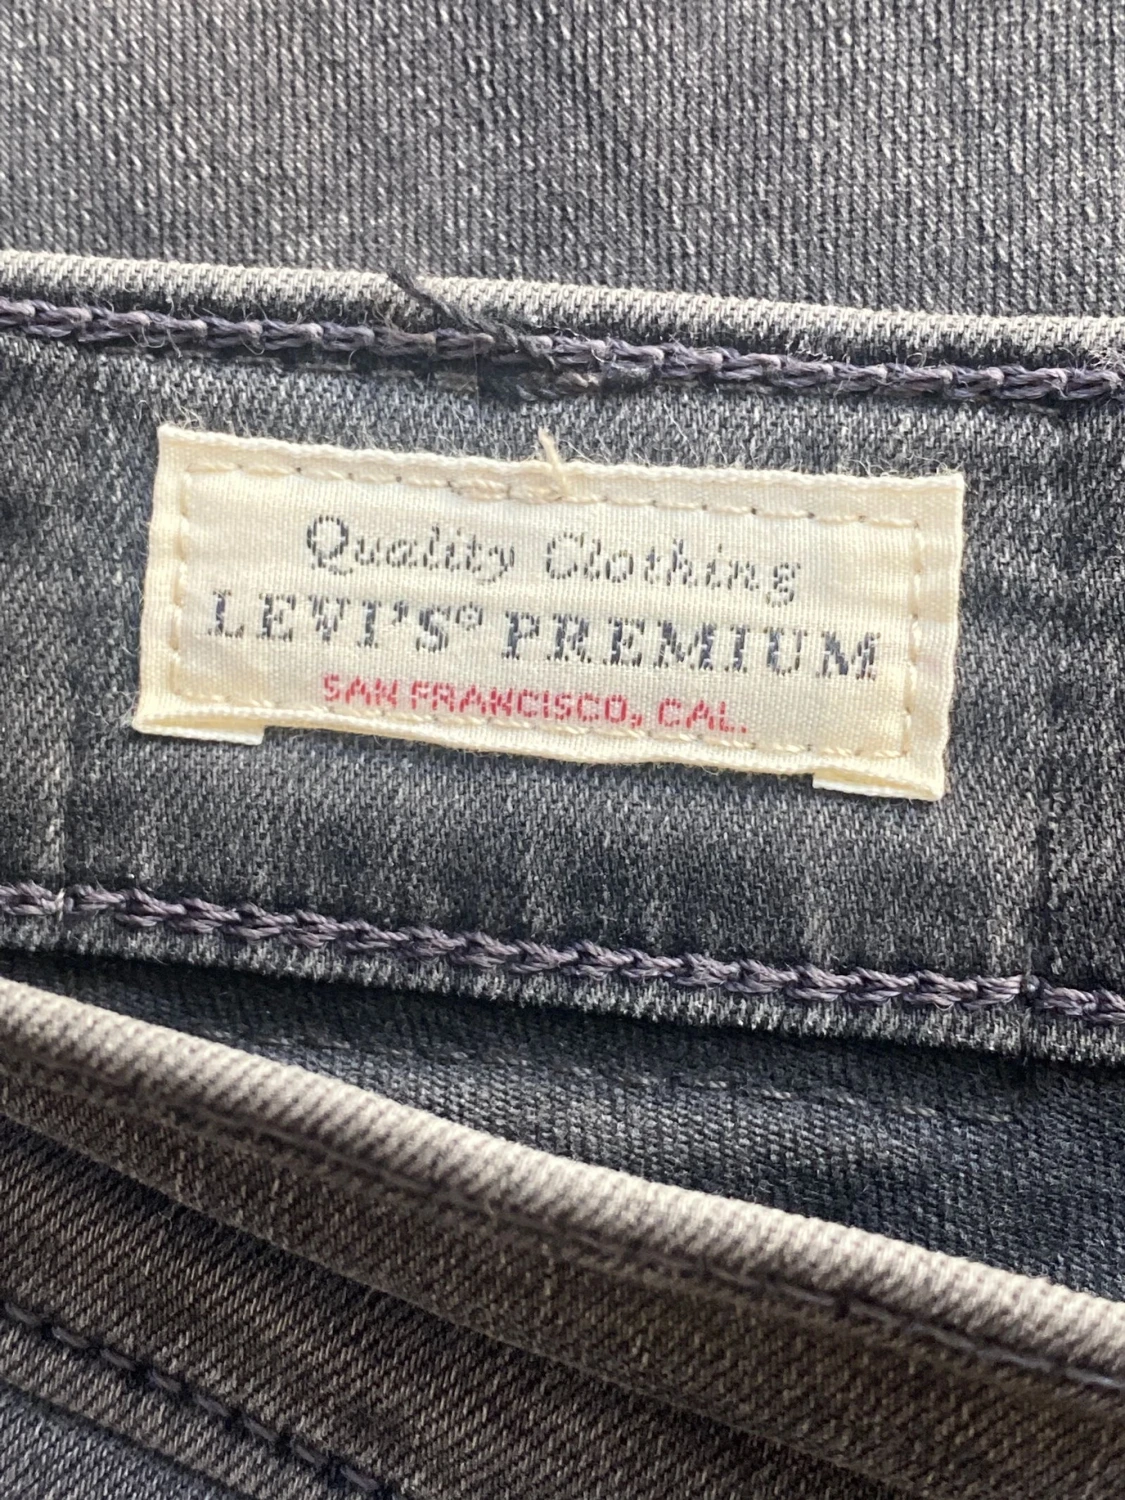 Quality Clothing
LEVI'S® PREMIUM
SAN FRANCISCO, CAL.